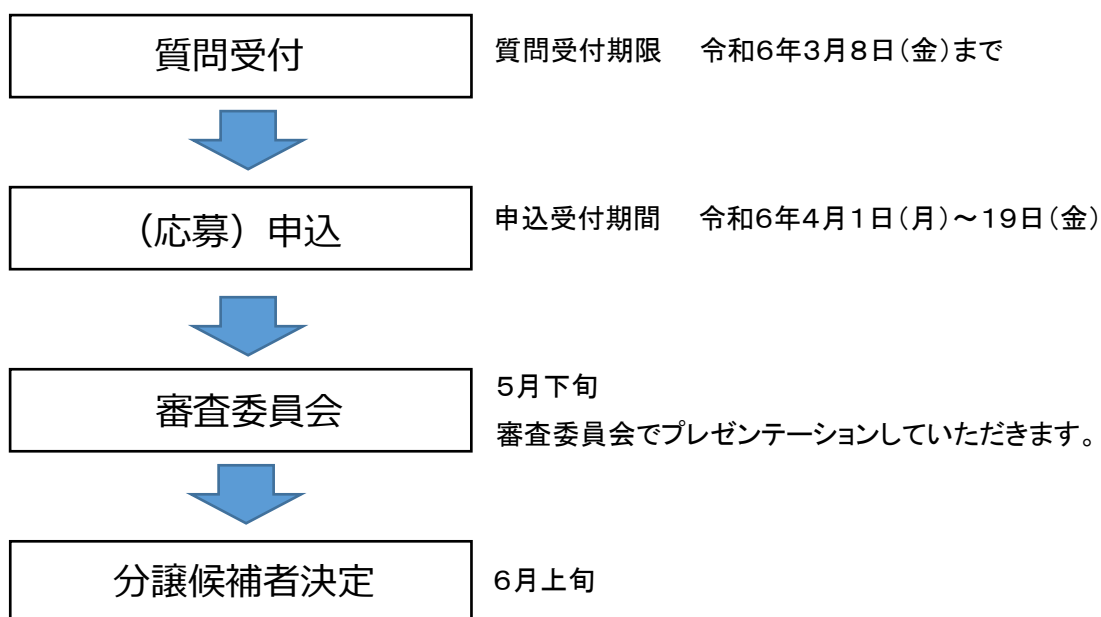 質問受付
質問受付期限　令和6年3月8日（金）まで
（応募）申込
申込受付期間　令和6年4月1日（月）～19日（金）
審査委員会
5月下旬
審査委員会でプレゼンテーションしていただきます。
分譲候補者決定
6月上旬